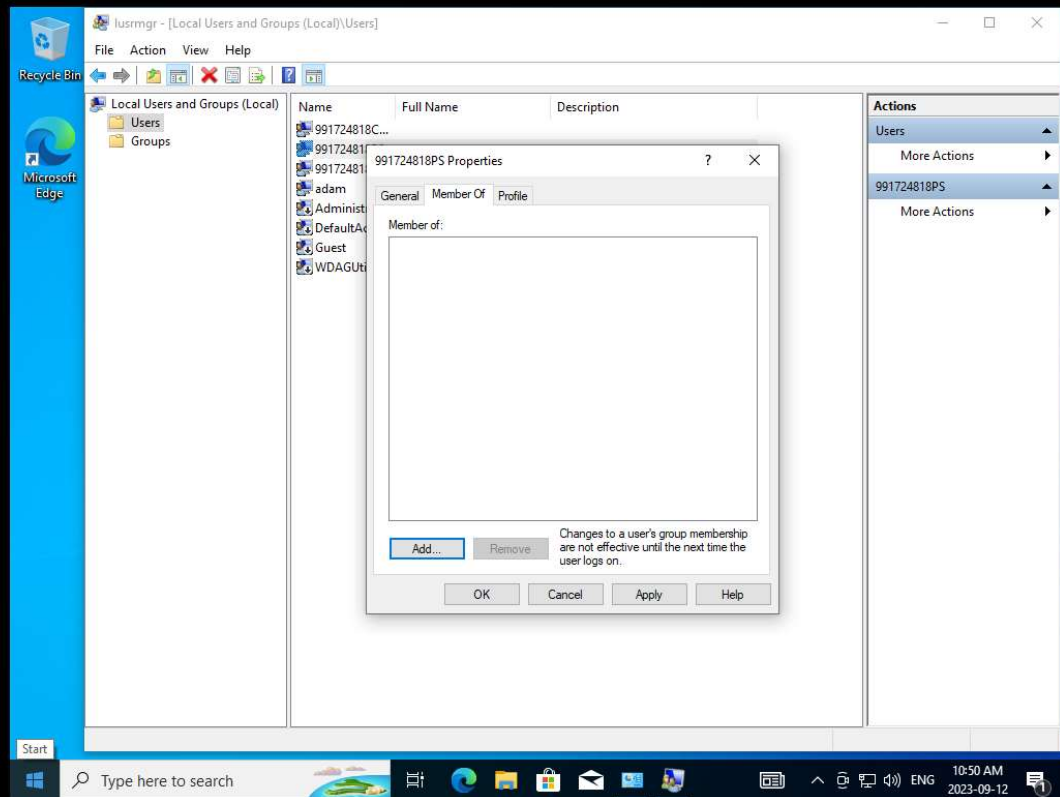 Recycle Bin
Microsoft
Edge
lusrmgr - [Local Users and Groups (Local)\Users]
File Action View Help
Local Users and Groups (Local)
Users
Groups
Name Full Name Description
991724818C...
991724818
991724818
adam
Administ
DefaultAc
Guest
WDAGUti
991724818PS Properties
General Member Of Profile
Member of:
Add... Remove
Changes to a user's group membership
are not effective until the next time the
user logs on.
OK Cancel Apply Help
Actions
Users
More Actions
991724818PS
More Actions
Start
Type here to search
ENG
10:50 AM
2023-09-12
1